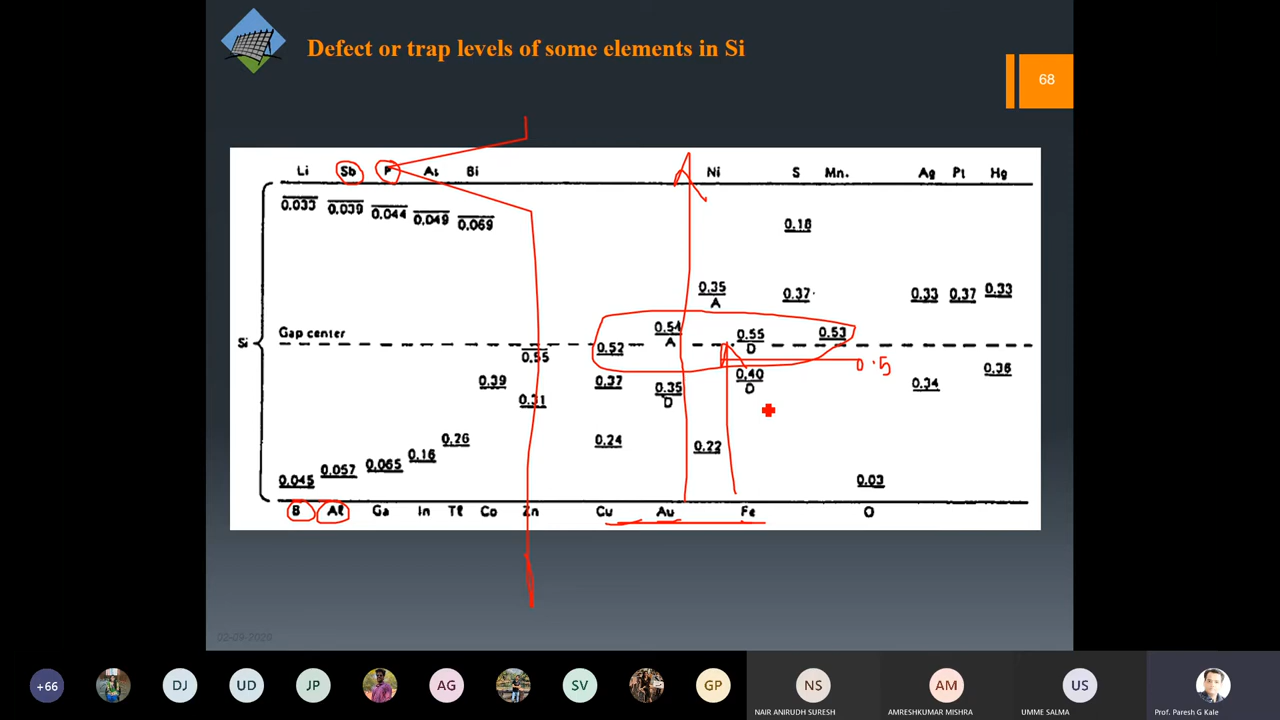 Defect or trap levels of some elements in Si
68
Li Sb P As Bi Ni S Mn. Ag Pt Hg
0.033 0.039 0.044 0.049 0.069
0.18
0.35 0.37 0.33 0.37 0.33
A
Gap center 0.54 0.55 0.53
A D
Si
0.55 0.52
0.5
0.39 0.37 0.35 0.40 0.34 0.36
D D
0.31
0.26 0.24 0.22
0.045 0.057 0.065 0.16 0.03
B Al Ga In Tl Co Zn Cu Au Fe O
02-09-2020
+66 DJ UD JP AG SV GP NS AM US
NAIR ANIRUDH SURESH AMRESHKUMAR MISHRA UMME SALMA Prof. Paresh G Kale